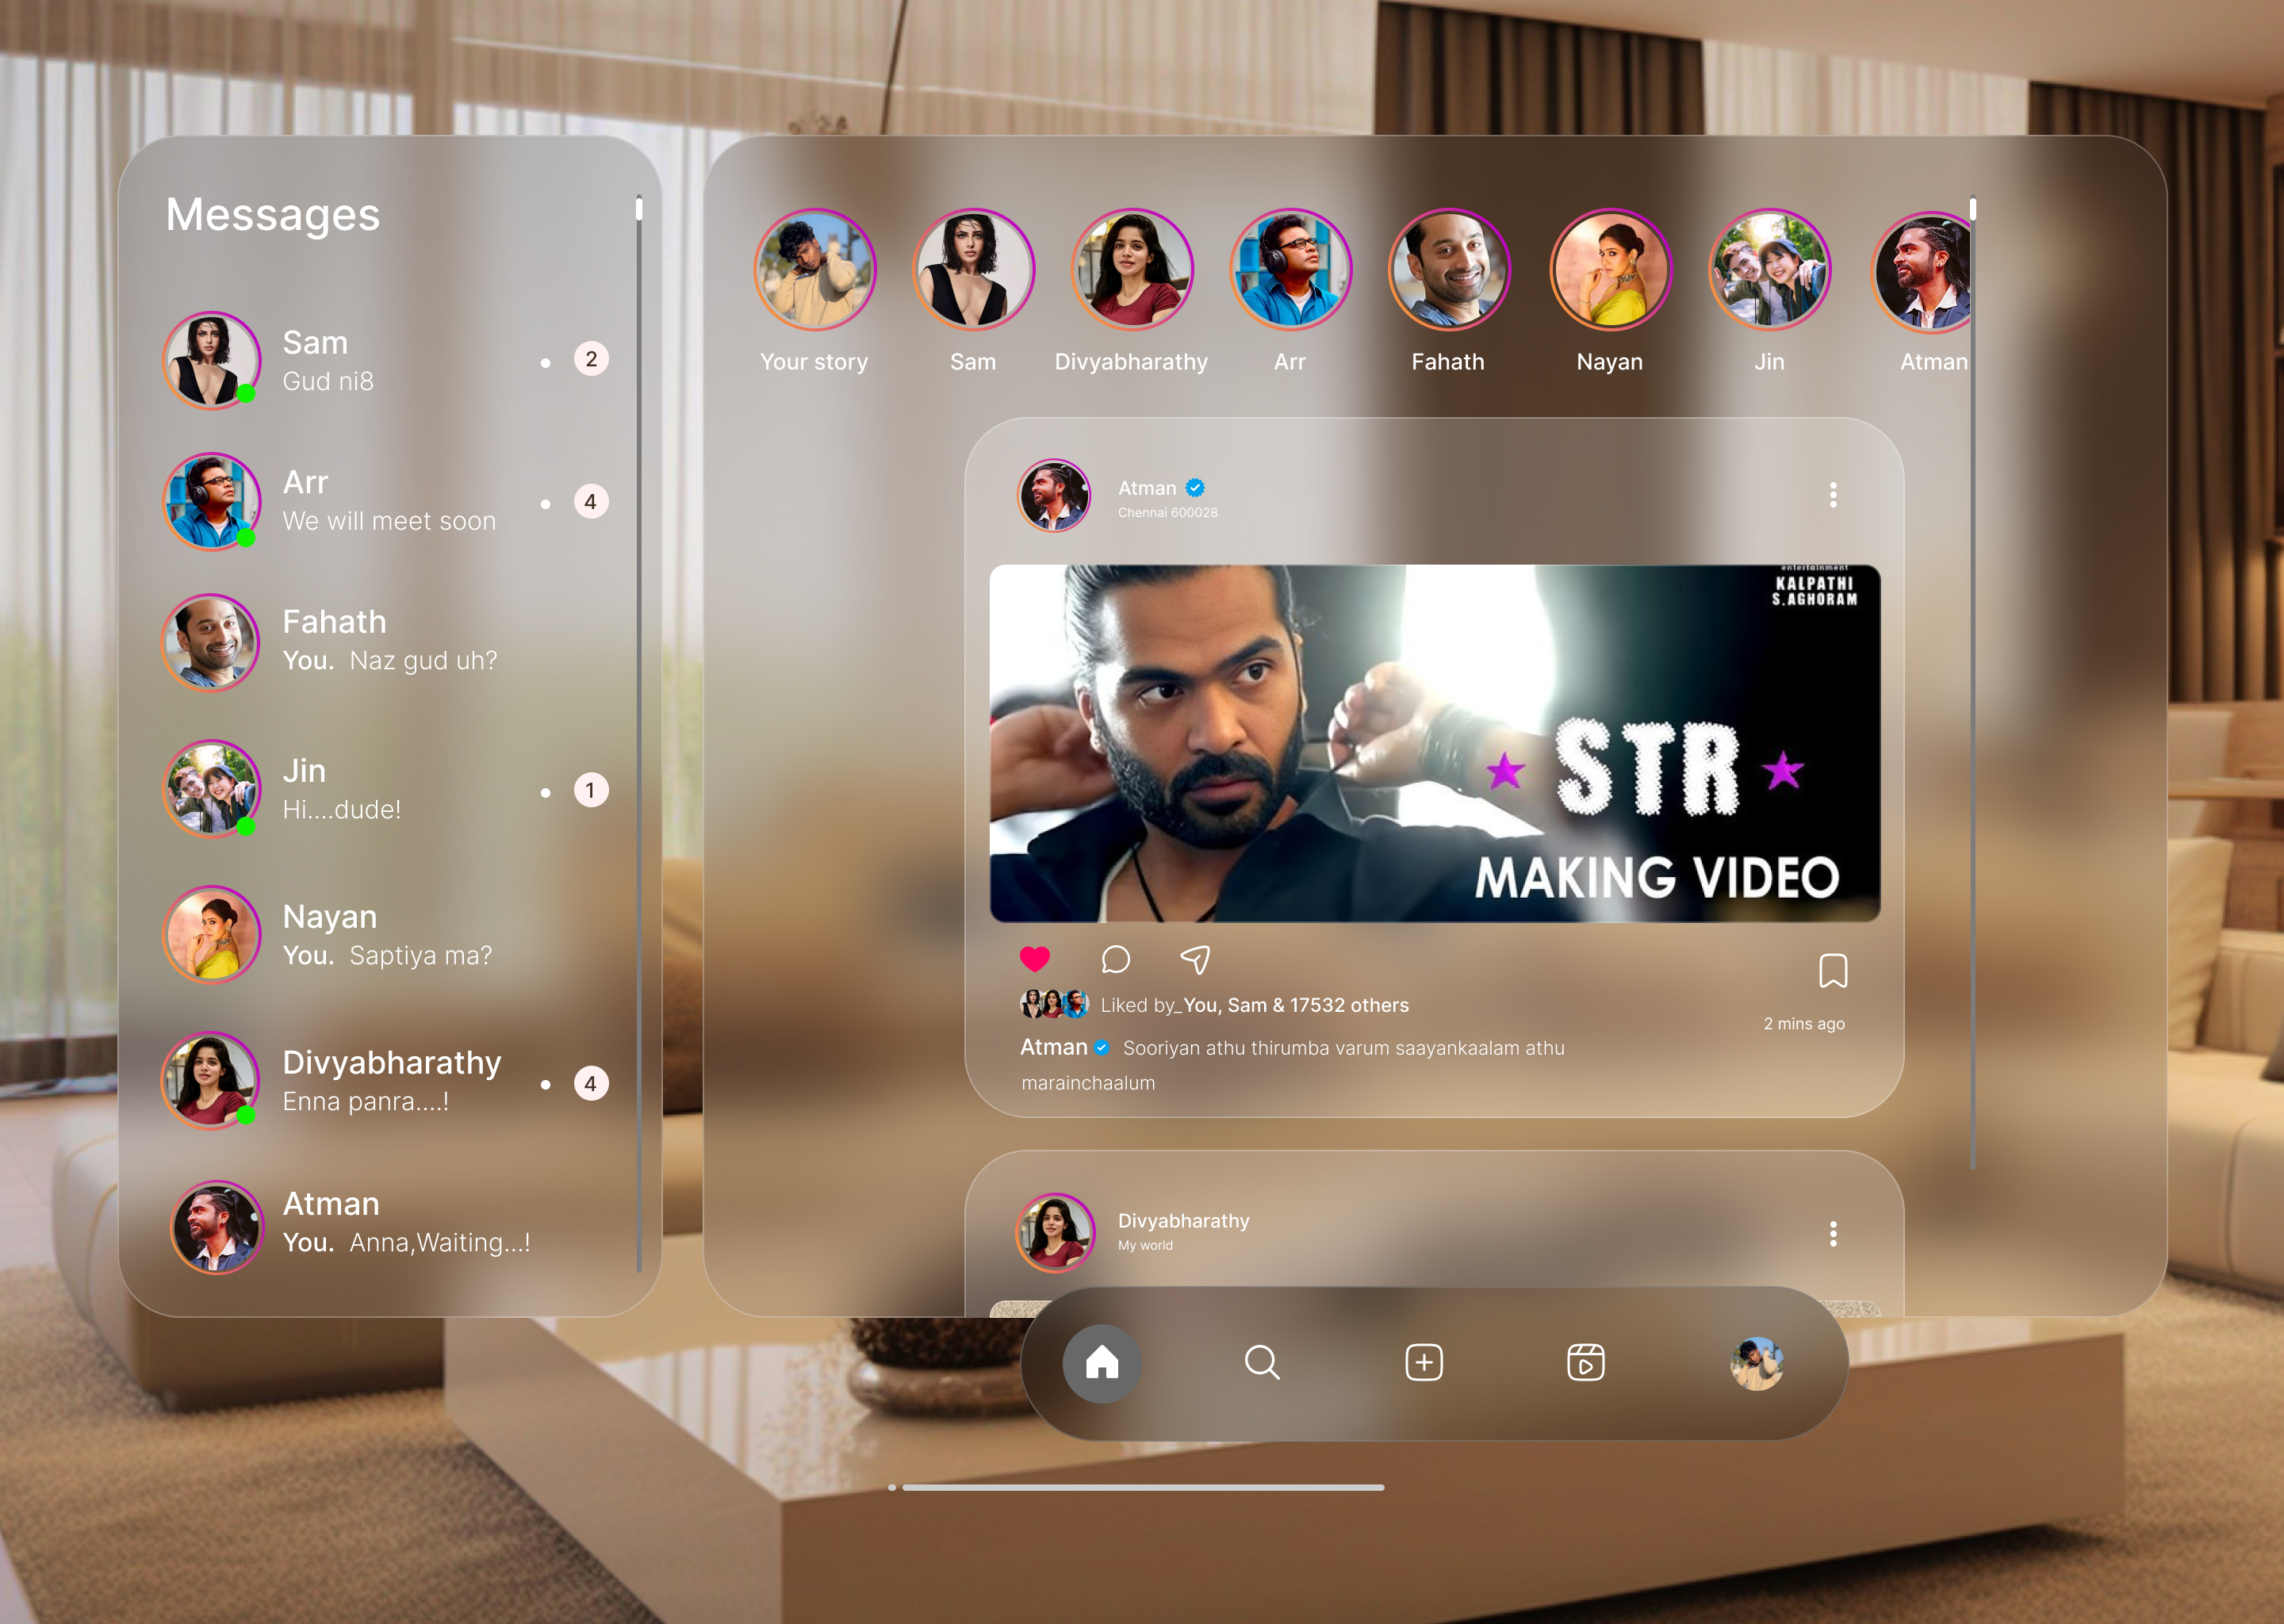 Messages
Sam
Gud ni8
2
Arr
We will meet soon
4
Fahath
You. Naz gud uh?
Jin
Hi....dude!
1
Nayan
You. Saptiya ma?
Divyabharathy
Enna panra....!
4
Atman
You. Anna,Waiting...!
Your story
Sam
Divyabharathy
Arr
Fahath
Nayan
Jin
Atman
Atman
Chennai 600028
entertainment
KALPATHI
S.AGHORAM
STR
MAKING VIDEO
Liked by_You, Sam & 17532 others
2 mins ago
Atman Sooriyan athu thirumba varum saayankaalam athu
marainchaalum
Divyabharathy
My world